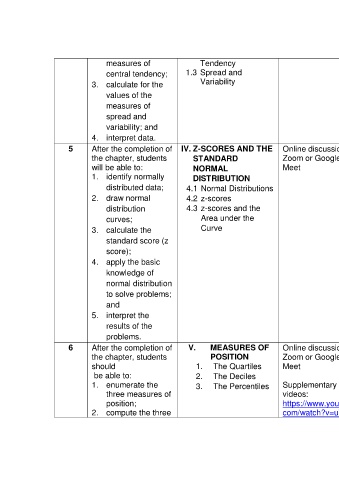 measures of
central tendency;
3. calculate for the
values of the
measures of
spread and
variability; and
4. interpret data.
Tendency
1.3 Spread and
Variability
5
After the completion of
the chapter, students
will be able to:
1. identify normally
distributed data;
2. draw normal
distribution
curves;
3. calculate the
standard score (z
score);
4. apply the basic
knowledge of
normal distribution
to solve problems;
and
5. interpret the
results of the
problems.
IV. Z-SCORES AND THE
STANDARD
NORMAL
DISTRIBUTION
4.1 Normal Distributions
4.2 z-scores
4.3 z-scores and the
Area under the
Curve
Online discussio
Zoom or Google
Meet
6
After the completion of
the chapter, students
should
be able to:
1. enumerate the
three measures of
position;
2. compute the three
V. MEASURES OF
POSITION
1. The Quartiles
2. The Deciles
3. The Percentiles
Online discussio
Zoom or Google
Meet
Supplementary
videos:
https://www.you
com/watch?v=u